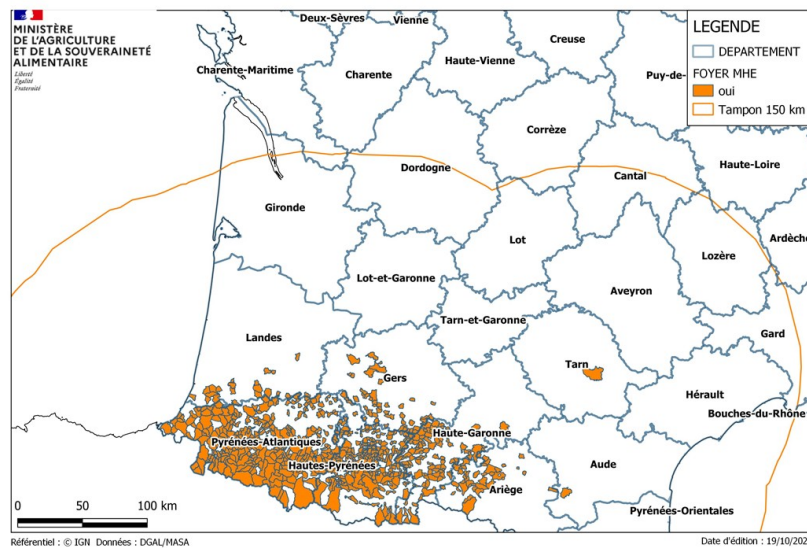 MINISTÈRE
DE L'AGRICULTURE
ET DE LA SOUVERAINETÉ
ALIMENTAIRE
Liberté
Égalité
Fraternité
LEGENDE
DEPARTEMENT
FOYER MHE
oui
Tampon 150 km
Deux-Sèvres
Vienne
Creuse
Charente-Maritime
Charente
Haute-Vienne
Puy-de-
Corrèze
Haute-Loire
Dordogne
Cantal
Gironde
Lot
Lozère
Ardèche
Lot-et-Garonne
Aveyron
Tarn-et-Garonne
Landes
Gard
Tarn
Gers
Hérault
Bouches-du-Rhône
Haute-Garonne
Pyrénées-Atlantiques
Hautes-Pyrénées
Aude
Ariège
Pyrénées-Orientales
0 50 100 km
Référentiel : © IGN Données : DGAL/MASA
Date d'édition : 19/10/202